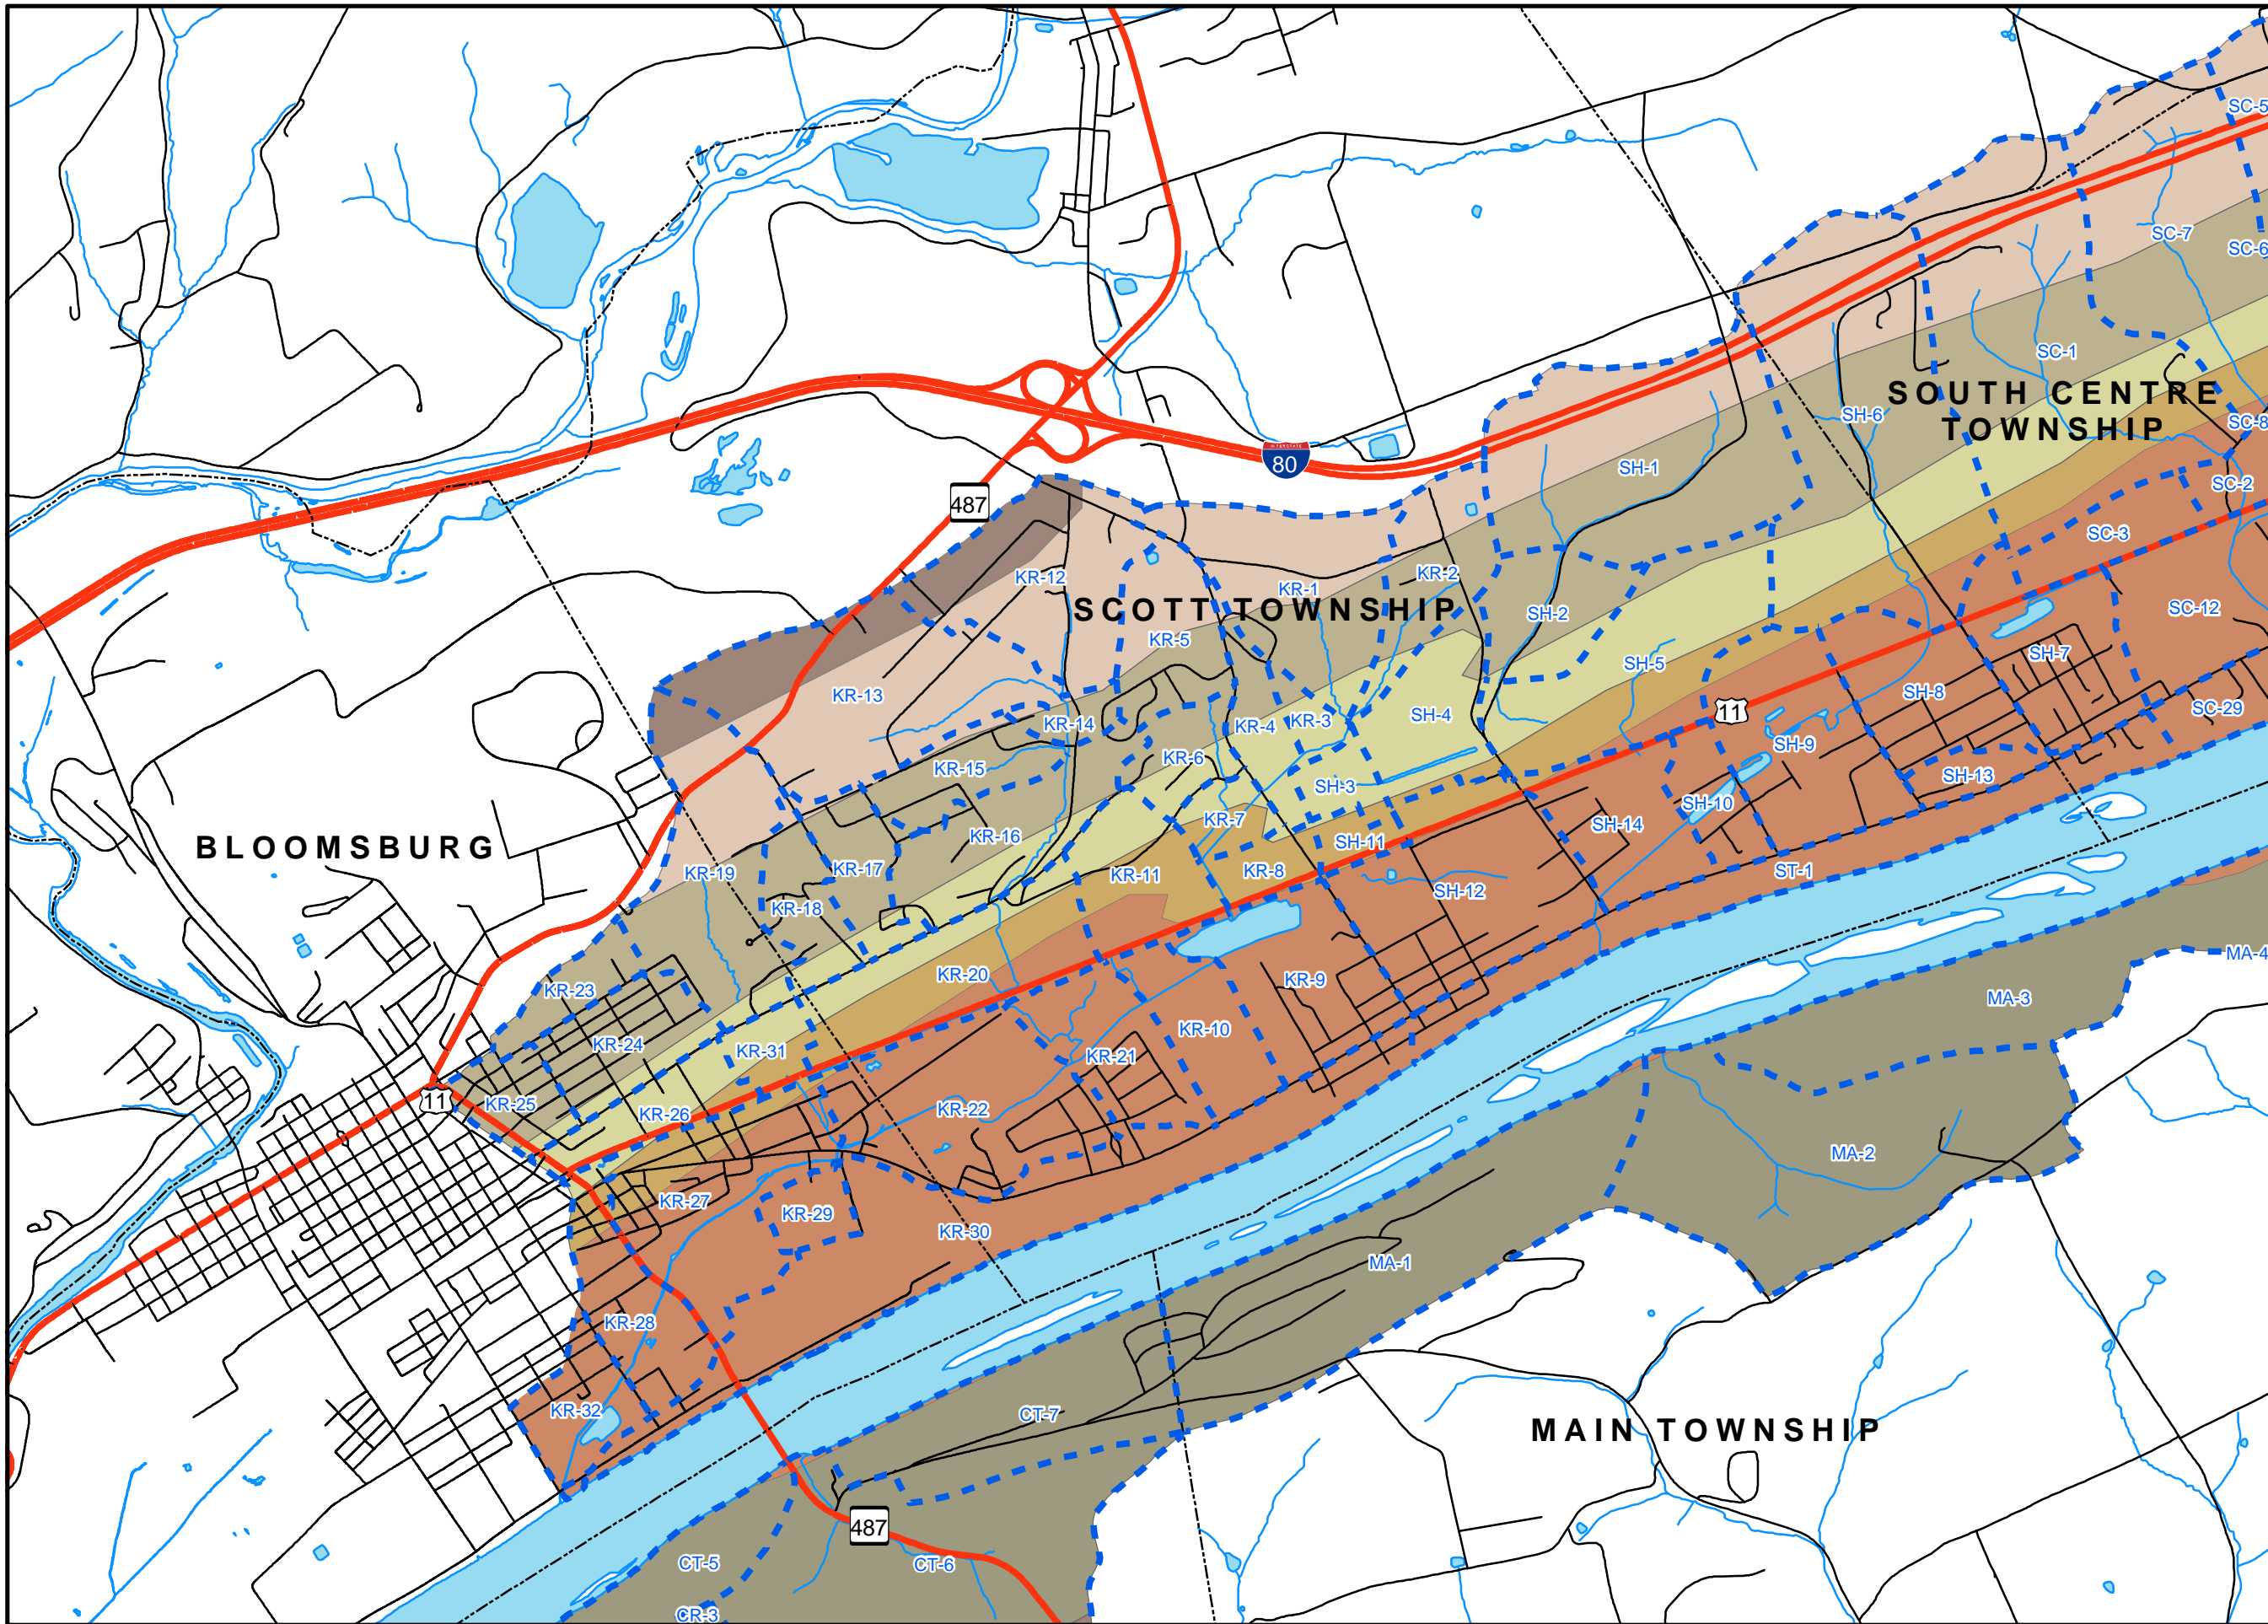 SC-5
SC-7
SC-6
SC-1
SOUTH CENTRE
TOWNSHIP
SH-6
SC-8
INTERSTATE
80
SH-1
SC-2
487
SC-3
KR-12
KR-2
KR-1
SCOTT TOWNSHIP
SH-2
SC-12
KR-5
SH-7
SH-5
KR-13
SH-8
SC-29
11
SH-4
KR-14
KR-4
KR-3
SH-9
KR-6
KR-15
SH-13
SH-3
SH-10
KR-7
SH-14
KR-16
BLOOMSBURG
SH-11
KR-17
KR-19
KR-11
KR-8
ST-1
SH-12
KR-18
MA-4
KR-20
KR-9
KR-23
MA-3
KR-10
KR-24
KR-31
KR-21
11
KR-25
KR-26
KR-22
MA-2
KR-27
KR-29
KR-30
MA-1
KR-28
KR-32
CT-7
MAIN TOWNSHIP
487
CT-5
CT-6
CR-3